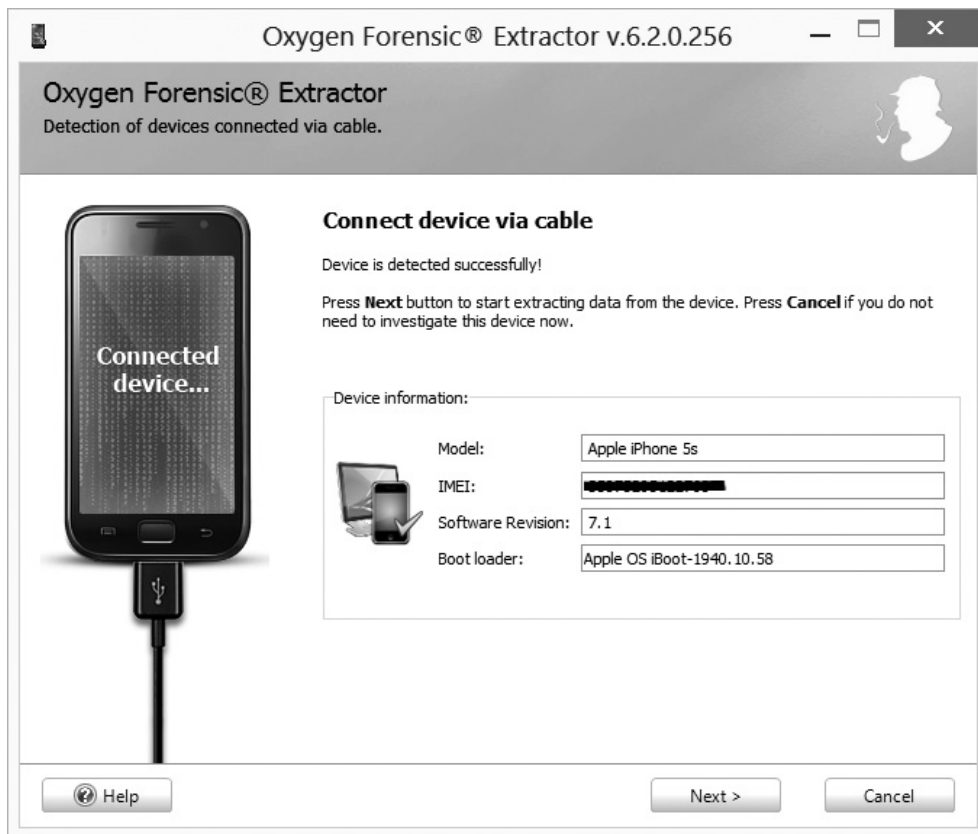 Oxygen Forensic® Extractor v.6.2.0.256
Oxygen Forensic® Extractor
Detection of devices connected via cable.
Connected
device...
Connect device via cable
Device is detected successfully!
Press Next button to start extracting data from the device. Press Cancel if you do not
need to investigate this device now.
Device information:
Model: Apple iPhone 5s
IMEI:
Software Revision: 7.1
Boot loader: Apple OS iBoot-1940.10.58
Help
Next >
Cancel